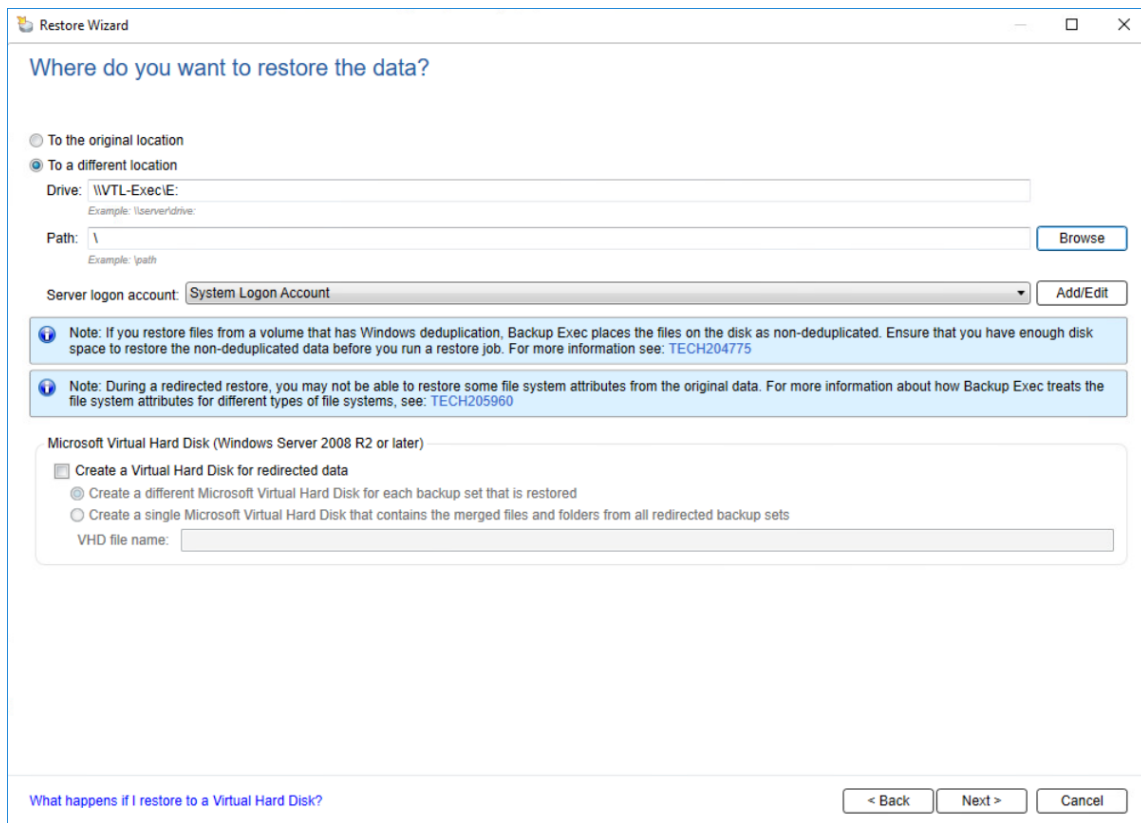 Restore Wizard
Where do you want to restore the data?
To the original location
To a different location
Drive: \\VTL-Exec\E:
Example: \\server\drive:
Path: \ Browse
Example: \path
Server logon account: System Logon Account Add/Edit
Note: If you restore files from a volume that has Windows deduplication, Backup Exec places the files on the disk as non-deduplicated. Ensure that you have enough disk
space to restore the non-deduplicated data before you run a restore job. For more information see: TECH204775
Note: During a redirected restore, you may not be able to restore some file system attributes from the original data. For more information about how Backup Exec treats the
file system attributes for different types of file systems, see: TECH205960
Microsoft Virtual Hard Disk (Windows Server 2008 R2 or later)
Create a Virtual Hard Disk for redirected data
Create a different Microsoft Virtual Hard Disk for each backup set that is restored
Create a single Microsoft Virtual Hard Disk that contains the merged files and folders from all redirected backup sets
VHD file name:
What happens if I restore to a Virtual Hard Disk? < Back Next > Cancel